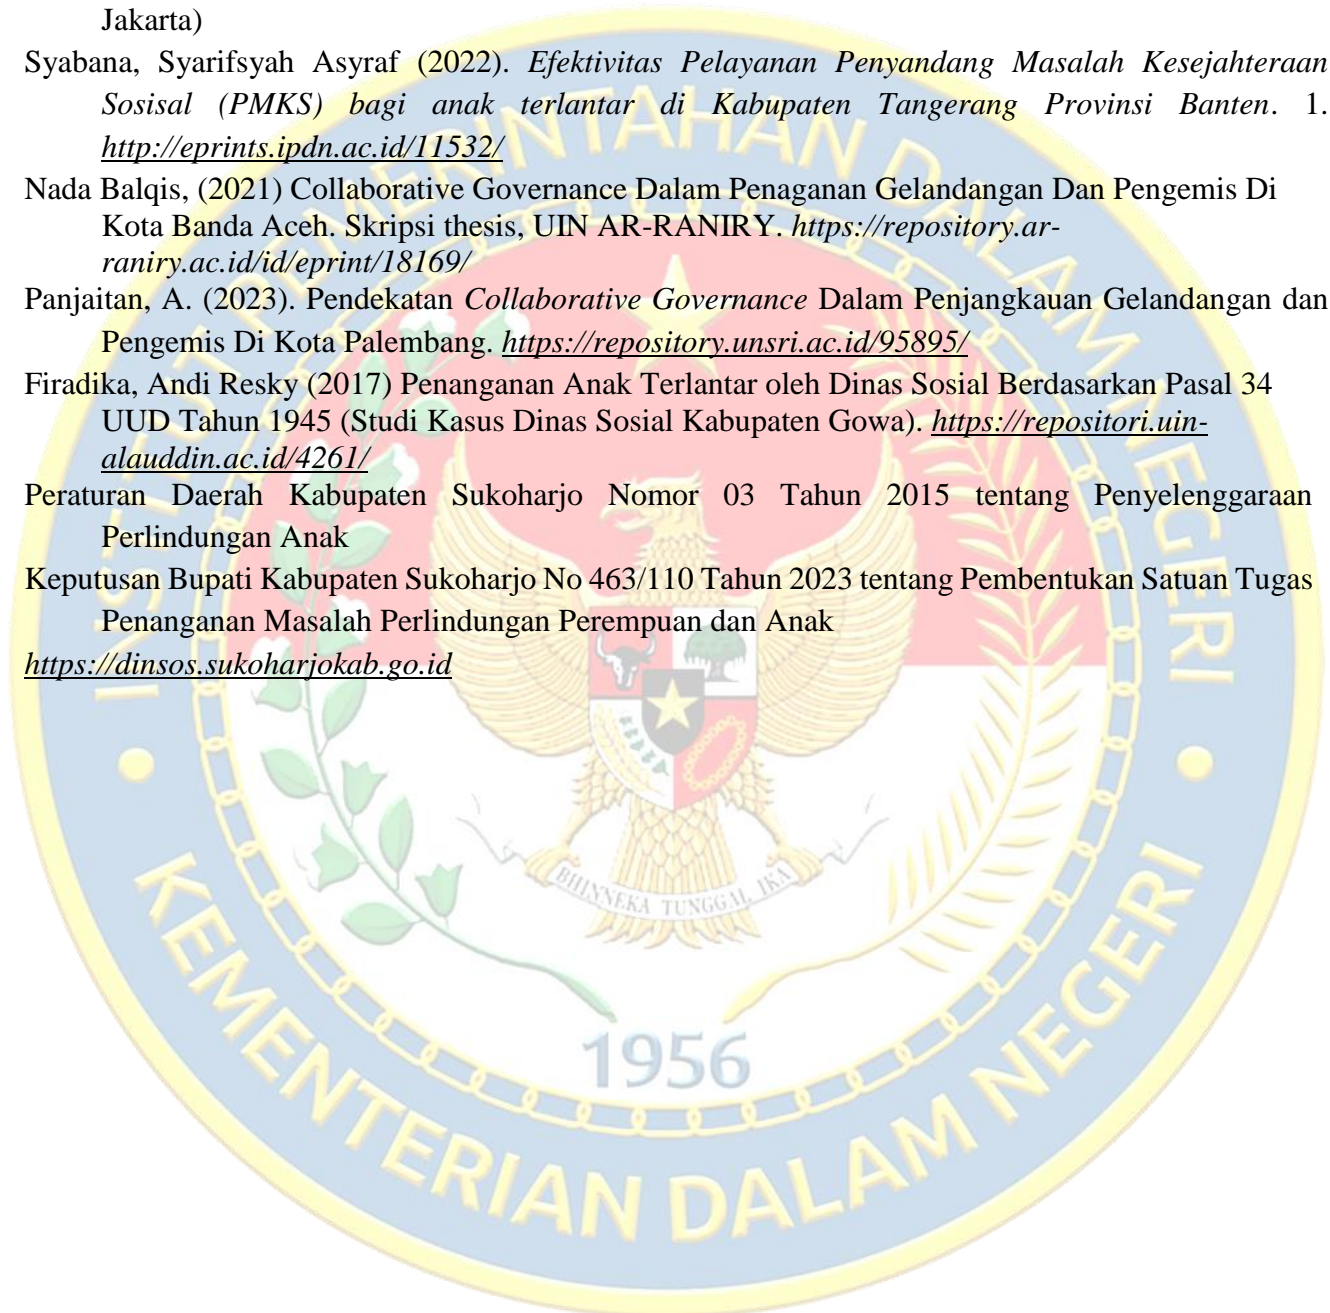 Jakarta)
Syabana, Syarifsyah Asyraf (2022). Efektivitas Pelayanan Penyandang Masalah Kesejahteraan
Sosisal (PMKS) bagi anak terlantar di Kabupaten Tangerang Provinsi Banten. 1.
http://eprints.ipdn.ac.id/11532/
Nada Balqis, (2021) Collaborative Governance Dalam Penaganan Gelandangan Dan Pengemis Di
Kota Banda Aceh. Skripsi thesis, UIN AR-RANIRY. https://repository.ar-
raniry.ac.id/id/eprint/18169/
Panjaitan, A. (2023). Pendekatan Collaborative Governance Dalam Penjangkauan Gelandangan dan
Pengemis Di Kota Palembang. https://repository.unsri.ac.id/95895/
Firadika, Andi Resky (2017) Penanganan Anak Terlantar oleh Dinas Sosial Berdasarkan Pasal 34
UUD Tahun 1945 (Studi Kasus Dinas Sosial Kabupaten Gowa). https://repositori.uin-
alauddin.ac.id/4261/
Peraturan Daerah Kabupaten Sukoharjo Nomor 03 Tahun 2015 tentang Penyelenggaraan
Perlindungan Anak
Keputusan Bupati Kabupaten Sukoharjo No 463/110 Tahun 2023 tentang Pembentukan Satuan Tugas
Penanganan Masalah Perlindungan Perempuan dan Anak
https://dinsos.sukoharjokab.go.id
INSTITUT PEMERINTAHAN DALAM NEGERI
BHINNEKA TUNGGAL IKA
1956
KEMENTERIAN DALAM NEGERI